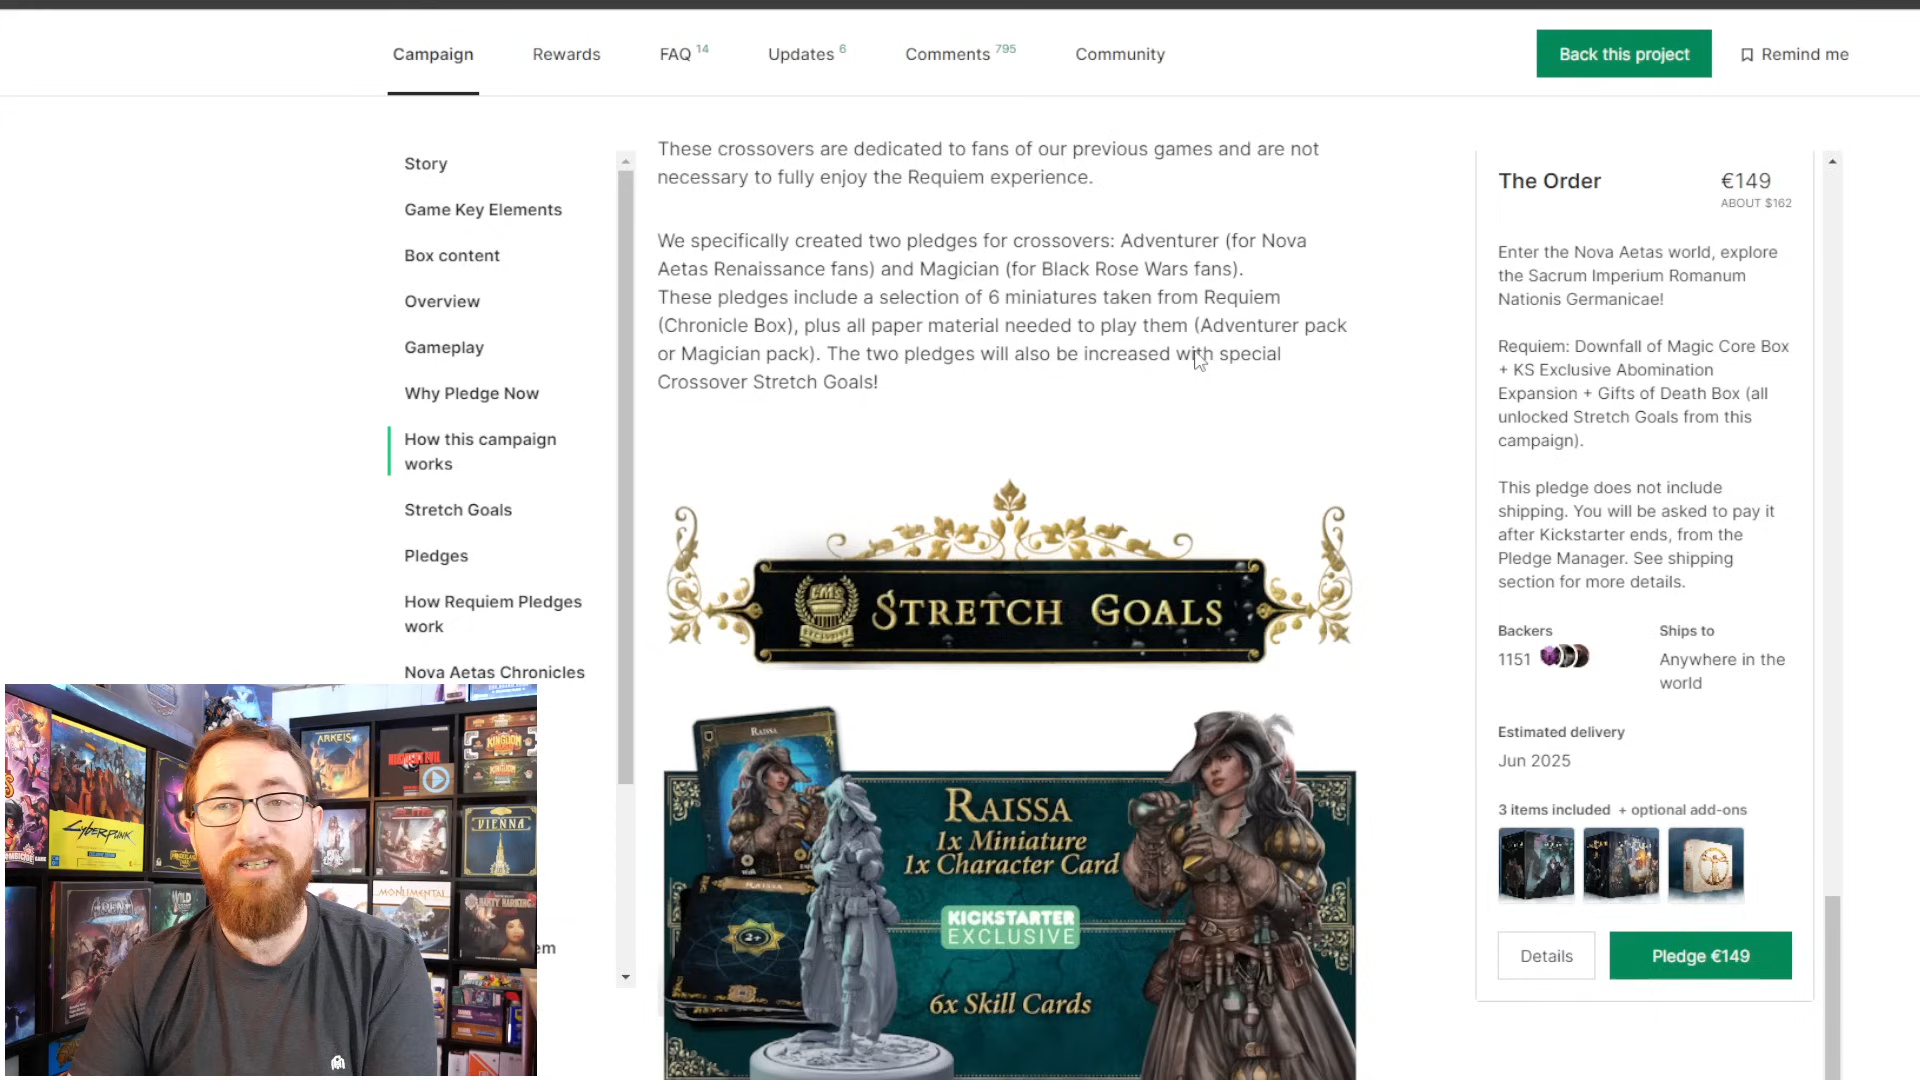 Campaign
Rewards
FAQ 14
Updates 6
Comments 795
Community
Back this project
Remind me
Story
Game Key Elements
Box content
Overview
Gameplay
Why Pledge Now
How this campaign
works
Stretch Goals
Pledges
How Requiem Pledges
work
Nova Aetas Chronicles
These crossovers are dedicated to fans of our previous games and are not
necessary to fully enjoy the Requiem experience.
We specifically created two pledges for crossovers: Adventurer (for Nova
Aetas Renaissance fans) and Magician (for Black Rose Wars fans).
These pledges include a selection of 6 miniatures taken from Requiem
(Chronicle Box), plus all paper material needed to play them (Adventurer pack
or Magician pack). The two pledges will also be increased with special
Crossover Stretch Goals!
LMS
EXCLUSIVE
STRETCH GOALS
RAISSA
RAISSA
1x Miniature
1x Character Card
KICKSTARTER
EXCLUSIVE
2+
6x Skill Cards
The Order
€149
ABOUT $162
Enter the Nova Aetas world, explore
the Sacrum Imperium Romanum
Nationis Germanicae!
Requiem: Downfall of Magic Core Box
+ KS Exclusive Abomination
Expansion + Gifts of Death Box (all
unlocked Stretch Goals from this
campaign).
This pledge does not include
shipping. You will be asked to pay it
after Kickstarter ends, from the
Pledge Manager. See shipping
section for more details.
Backers
1151
Ships to
Anywhere in the
world
Estimated delivery
Jun 2025
3 items included + optional add-ons
Details
Pledge €149
ARKEIS
RESIDENT EVIL
KINGDOM
CYBERPUNK
VIENNA
MONUMENTAL
WILD
em